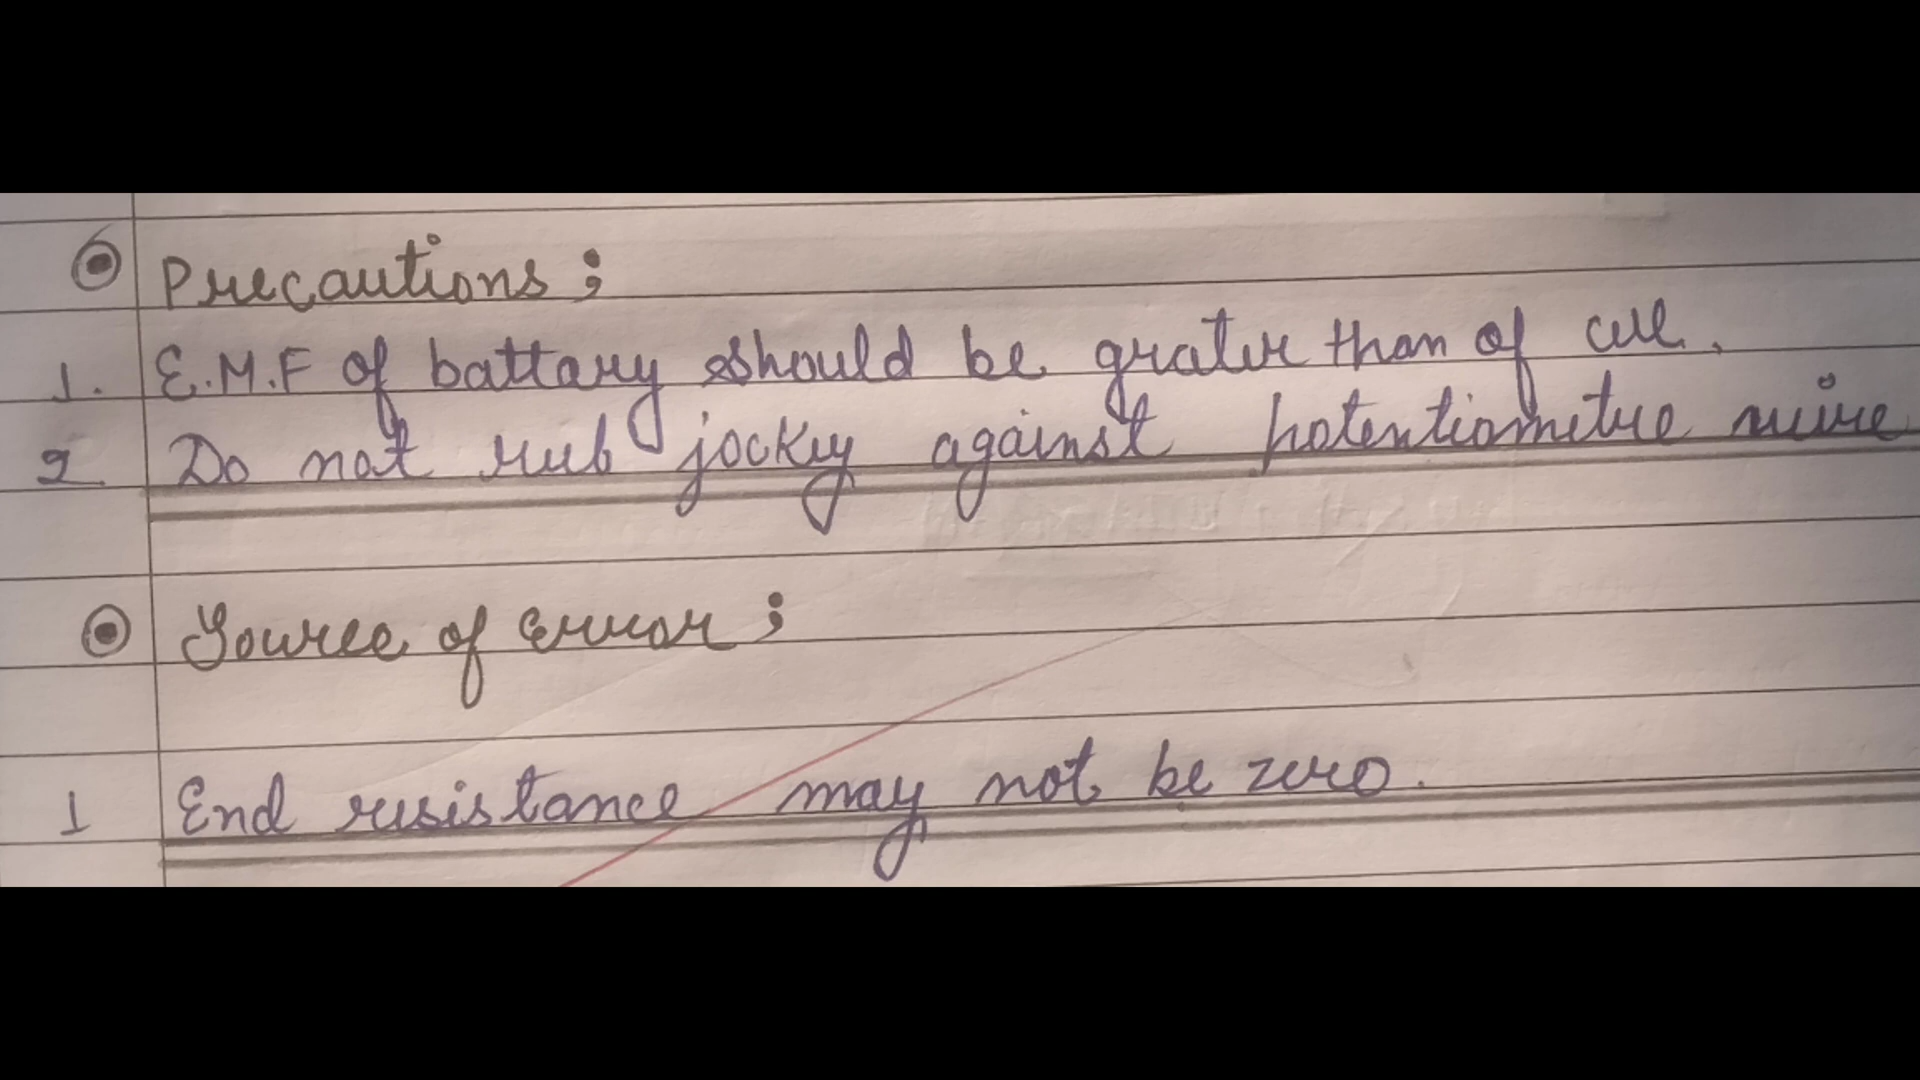 Precautions ;
1. E.M.F of battary should be grater than of cell.
2. Do not rub jockey against potentiometre wire
Source of error ;
1 End resistance may not be zero.